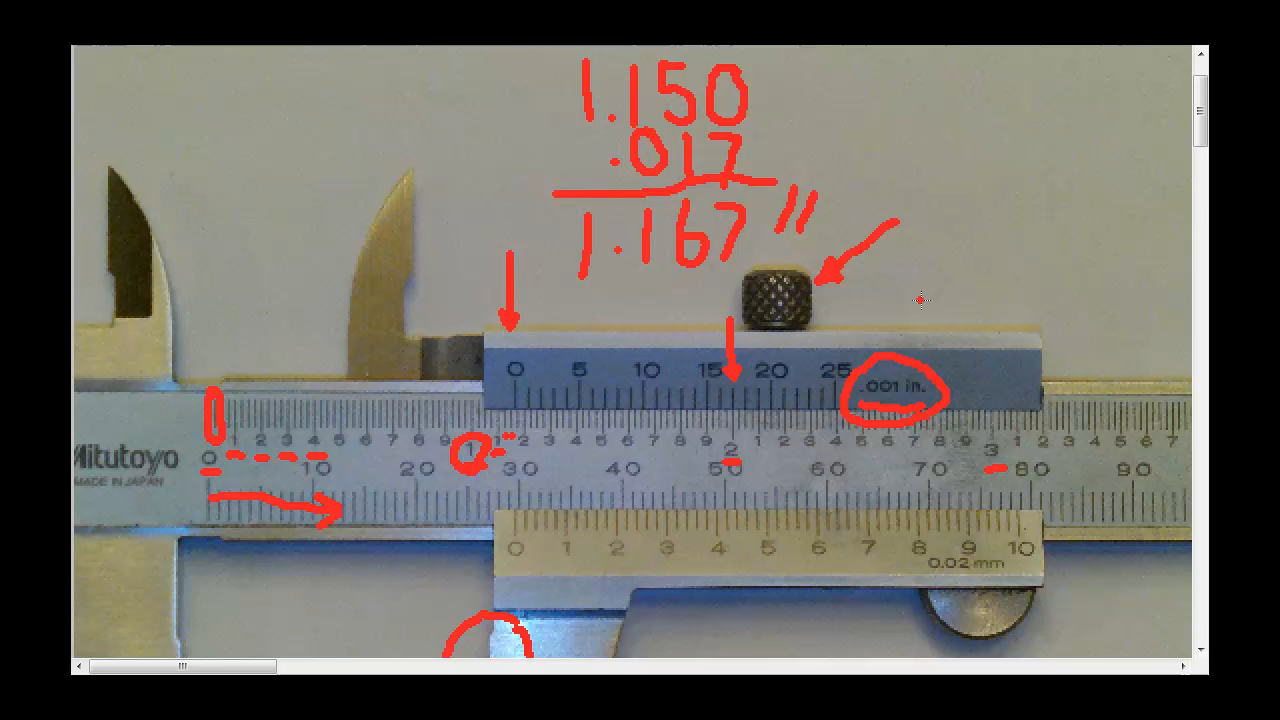 1.150
.017
1.167"
0 5 10 15 20 25 .001 in.
0 1 2 3 4 5 6 7 8 9 1 1 2 3 4 5 6 7 8 9 2 1 2 3 4 5 6 7 8 9 3 1 2 3 4 5 6 7
Mitutoyo 0 10 20 30 40 50 60 70 80 90
MADE IN JAPAN
0 1 2 3 4 5 6 7 8 9 10
0.02 mm